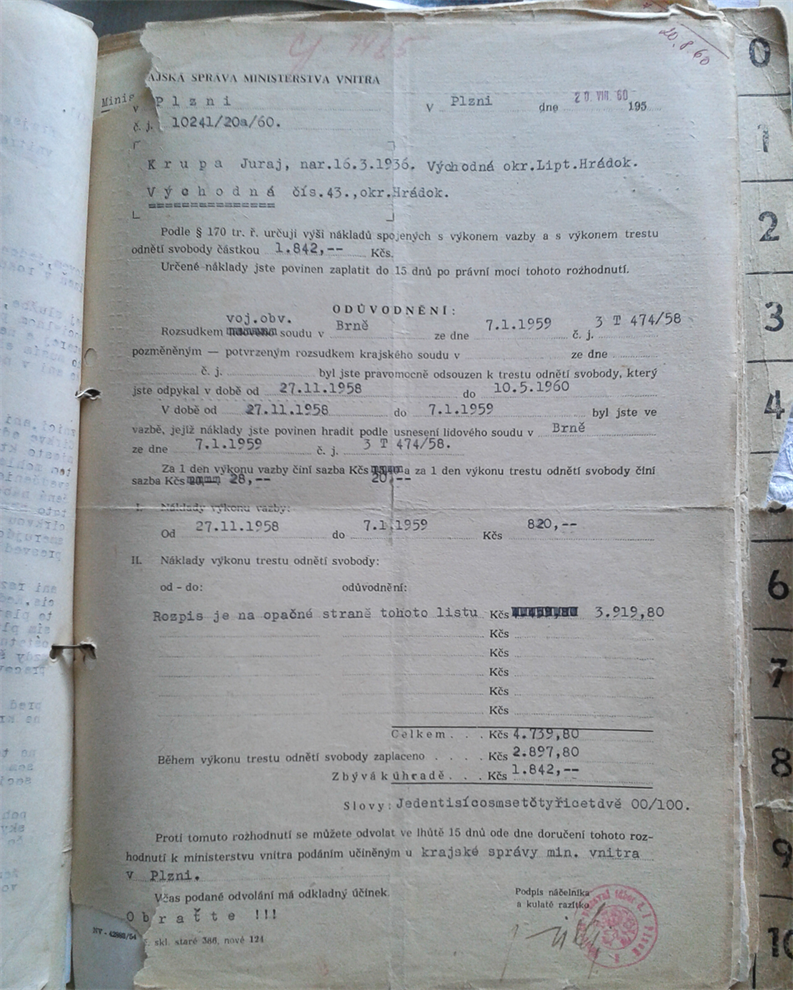 20.8.60
AJSKÁ SPRÁVA MINISTERSTVA VNITRA
v Plzni V Plzni dne 20. VIII. 60 195
č. j. 10241/20a/60.
Krupa Juraj, nar.16.3.1936. Východná okr.Lipt.Hrádok.
Východná čís.43.,okr.Hrádok.
Podle § 170 tr. ř. určuji výši nákladů spojených s výkonem vazby a s výkonem trestu
odnětí svobody částkou 1.842,-- Kčs.
Určené náklady jste povinen zaplatit do 15 dnů po právní moci tohoto rozhodnutí.
ODŮVODNĚNÍ:
voj.obv.
Rozsudkem soudu v Brně ze dne 7.1.1959 č. j. 3 T 474/58
pozměněným — potvrzeným rozsudkem krajského soudu v ze dne
č. j. byl jste pravomocně odsouzen k trestu odnětí svobody, který
jste odpykal v době od 27.11.1958 do 10.5.1960
V době od 27.11.1958 do 7.1.1959 byl jste ve
vazbě, jejíž náklady jste povinen hradit podle usnesení lidového soudu v Brně
ze dne 7.1.1959 č. j. 3 T 474/58.
Za 1 den výkonu vazby činí sazba Kčs a za 1 den výkonu trestu odnětí svobody činí
sazba Kčs 28,-- 20,--
I. Náklady výkonu vazby:
Od 27.11.1958 do 7.1.1959 Kčs 820,--
II. Náklady výkonu trestu odnětí svobody:
od - do: odůvodnění:
Rozpis je na opačné straně tohoto listu Kčs 3.919,80
Kčs
Kčs
Kčs
Kčs
Kčs
Celkem . . . Kčs 4.739,80
Během výkonu trestu odnětí svobody zaplaceno . . . . Kčs 2.897,80
Zbývá k úhradě . . . Kčs 1.842,--
Slovy: Jedentisícosmsetčtyřicetdvě 00/100.
Proti tomuto rozhodnutí se můžete odvolat ve lhůtě 15 dnů ode dne doručení tohoto roz-
hodnutí k ministerstvu vnitra podáním učiněným u krajské správy min. vnitra
v Plzni.
Včas podané odvolání má odkladný účinek.
Podpis náčelníka
a kulaté razítko
Obraťte !!!
skl. staré 386, nové 124
0
1
2
3
4
6
7
8
9
10